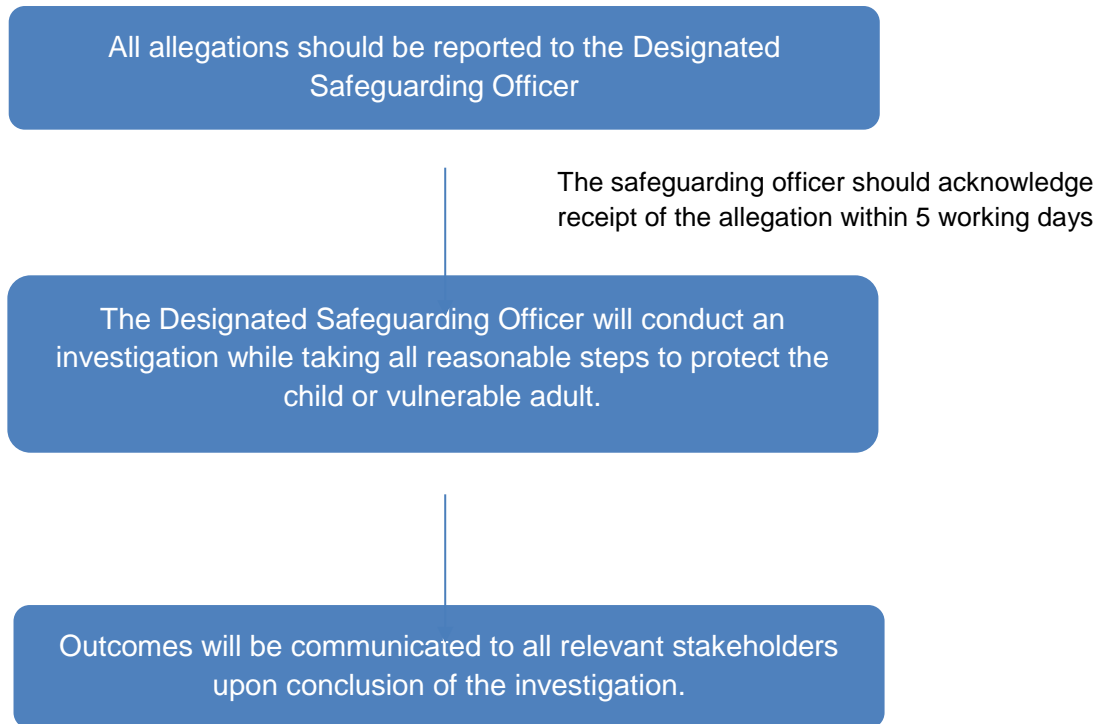 All allegations should be reported to the Designated
Safeguarding Officer
The safeguarding officer should acknowledge
receipt of the allegation within 5 working days
The Designated Safeguarding Officer will conduct an
investigation while taking all reasonable steps to protect the
child or vulnerable adult.
Outcomes will be communicated to all relevant stakeholders
upon conclusion of the investigation.